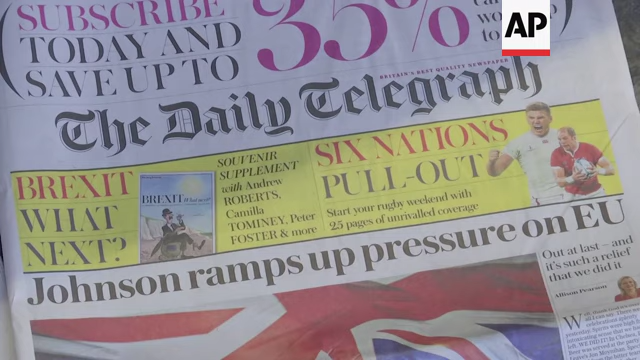 SUBSCRIBE
TODAY AND
SAVE UP TO
35%
AP
BRITAIN'S BEST QUALITY NEWSPAPER
The Daily Telegraph
BREXIT
WHAT
NEXT?
BREXIT
SOUVENIR
SUPPLEMENT
with Andrew
ROBERTS,
Camilla
TOMINEY, Peter
FOSTER & more
SIX NATIONS
PULL-OUT
Start your rugby weekend with
25 pages of unrivalled coverage
Johnson ramps up pressure on EU
Out at last – and
it's such a relief
that we did it
Allison Pearson